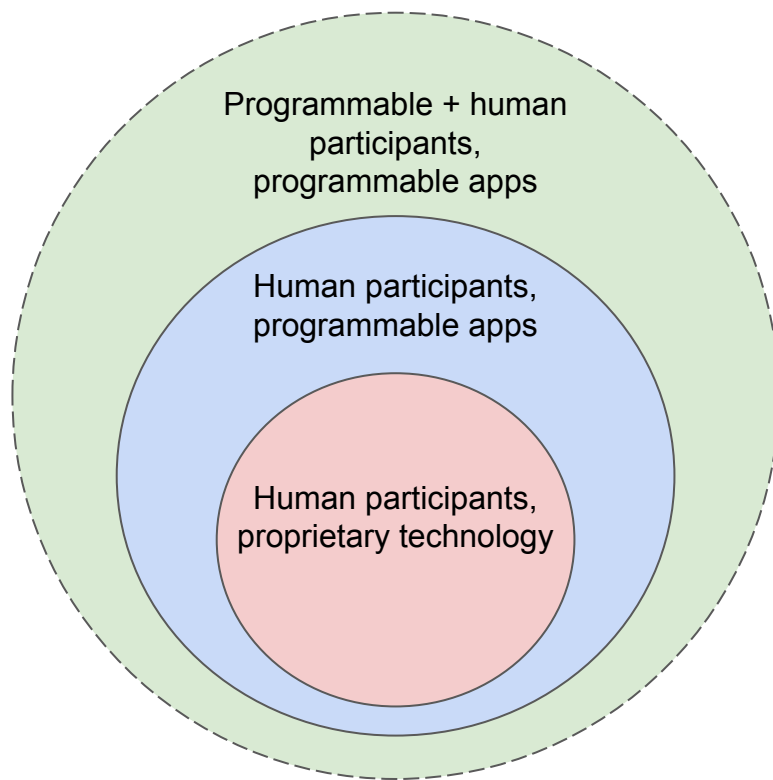 Programmable + human
participants,
programmable apps
Human participants,
programmable apps
Human participants,
proprietary technology